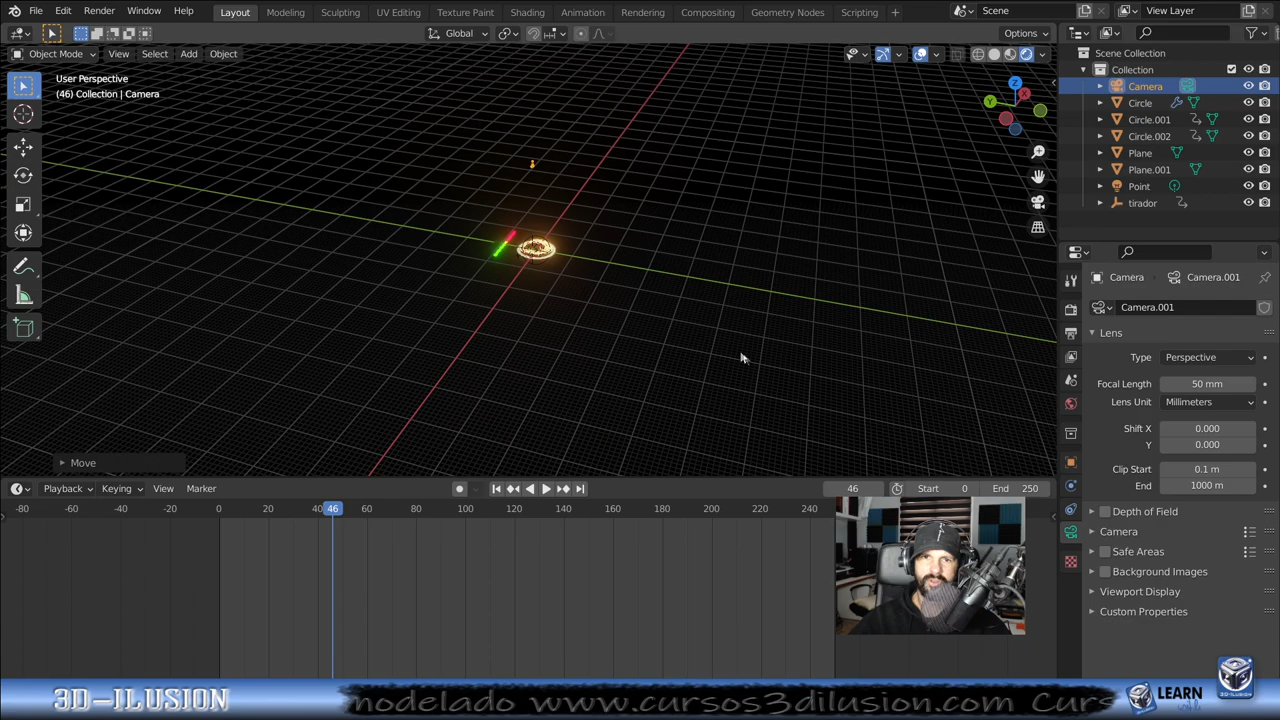 File Edit Render Window Help
Layout Modeling Sculpting UV Editing Texture Paint Shading Animation Rendering Compositing Geometry Nodes Scripting +
Scene
View Layer
Global
Options
Object Mode View Select Add Object
User Perspective
(46) Collection | Camera
Z
X
Y
Move
Scene Collection
Collection
Camera
Circle
Circle.001
Circle.002
Plane
Plane.001
Point
tirador
Camera
Camera.001
Camera.001
Lens
Type Perspective
Focal Length 50 mm
Lens Unit Millimeters
Shift X 0.000
Y 0.000
Clip Start 0.1 m
End 1000 m
Depth of Field
Camera
Safe Areas
Background Images
Viewport Display
Custom Properties
Playback Keying View Marker
46
Start 0
End 250
-80 -60 -40 -20 0 20 40 46 60 80 100 120 140 160 180 200 220 240
3D-ILUSION
nodelado www.cursos3dilusion.com Curs
LEARN